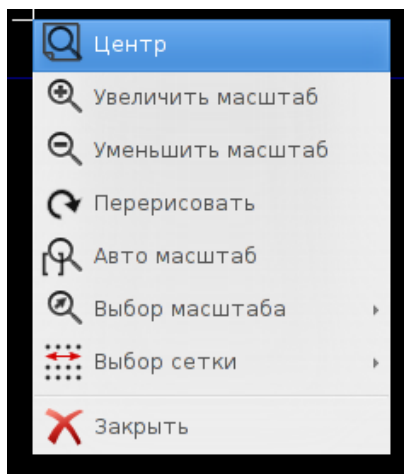 Центр
Увеличить масштаб
Уменьшить масштаб
Перерисовать
Авто масштаб
Выбор масштаба
Выбор сетки
Закрыть